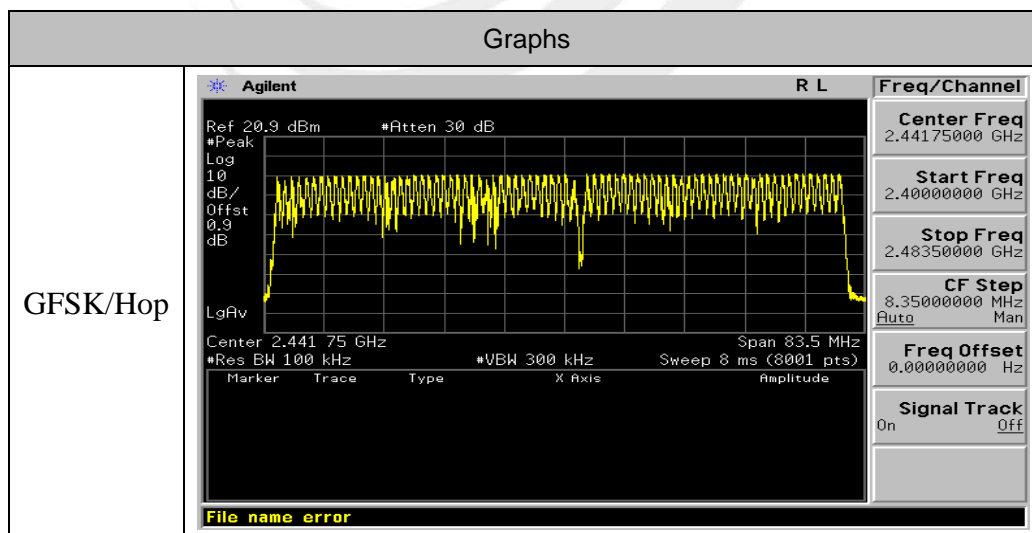 Graphs
GFSK/Hop
Agilent
R L
Freq/Channel
Ref 20.9 dBm
#Atten 30 dB
#Peak
Log
10
dB/
Offst
0.9
dB
LgAv
Center 2.441 75 GHz
Span 83.5 MHz
#Res BW 100 kHz
#VBW 300 kHz
Sweep 8 ms (8001 pts)
Marker Trace Type X Axis Amplitude
File name error
Center Freq
2.44175000 GHz
Start Freq
2.40000000 GHz
Stop Freq
2.48350000 GHz
CF Step
8.35000000 MHz
Auto Man
Freq Offset
0.00000000 Hz
Signal Track
On Off